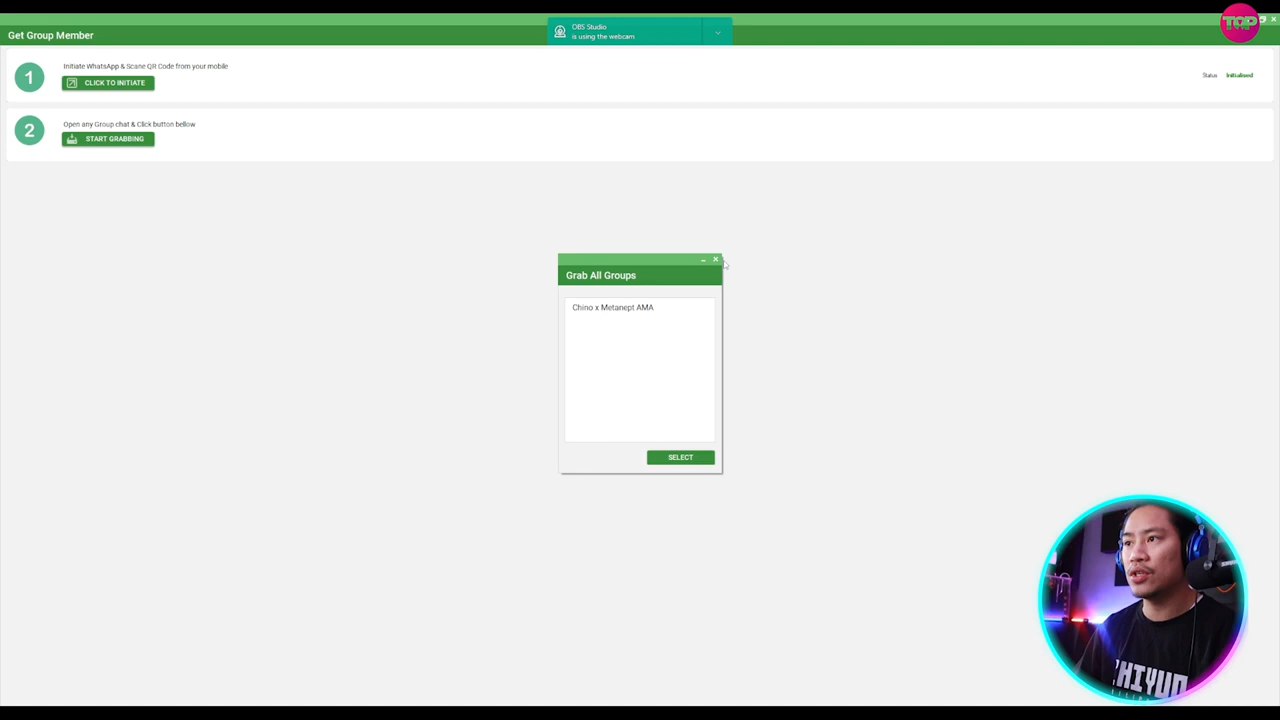 TOP
OBS Studio
is using the webcam
Get Group Member
1
Initiate WhatsApp & Scane QR Code from your mobile
CLICK TO INITIATE
Status
Initialised
2
Open any Group chat & Click button bellow
START GRABBING
Grab All Groups
Chino x Metanept AMA
SELECT